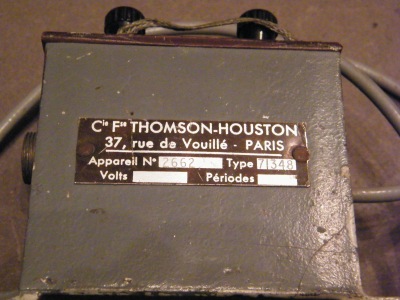 Cie Fse THOMSON-HOUSTON
37, rue de Vouillé - PARIS
Appareil No 2662 Type 71348
Volts Périodes